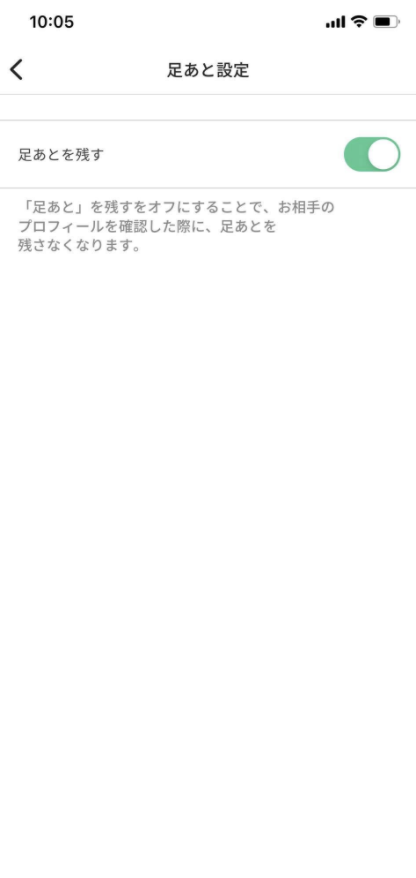 10:05
足あと設定
足あとを残す
「足あと」を残すをオフにすることで、お相手の
プロフィールを確認した際に、足あとを
残さなくなります。